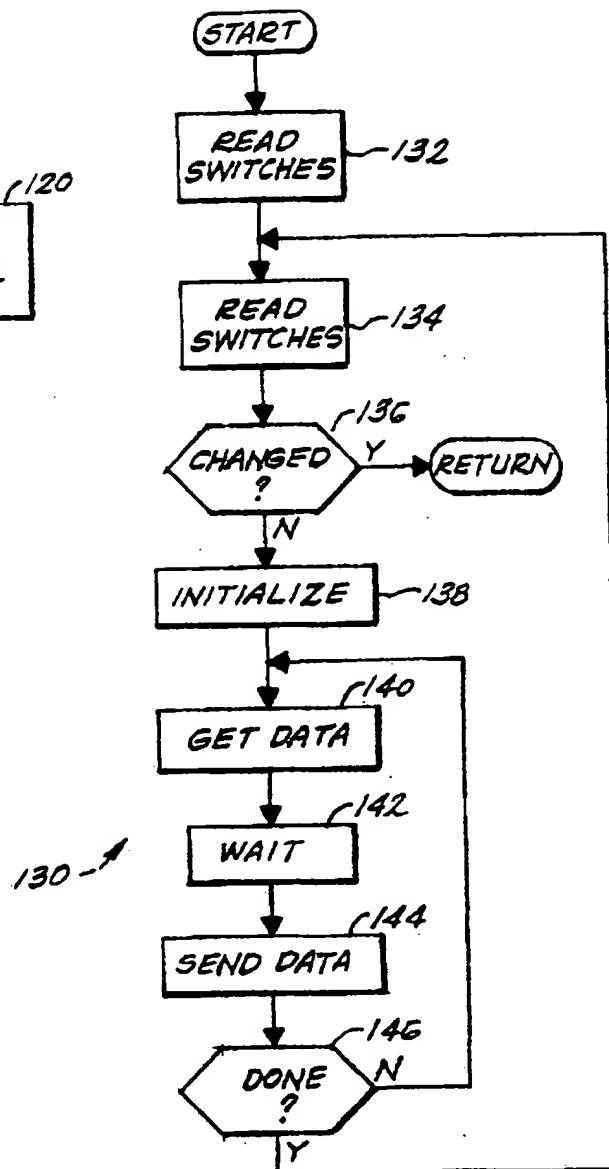 START
READ
SWITCHES
132
120
READ
SWITCHES
134
136
CHANGED
?
Y
RETURN
N
INITIALIZE
138
140
GET DATA
142
WAIT
130
144
SEND DATA
146
DONE
?
N
Y